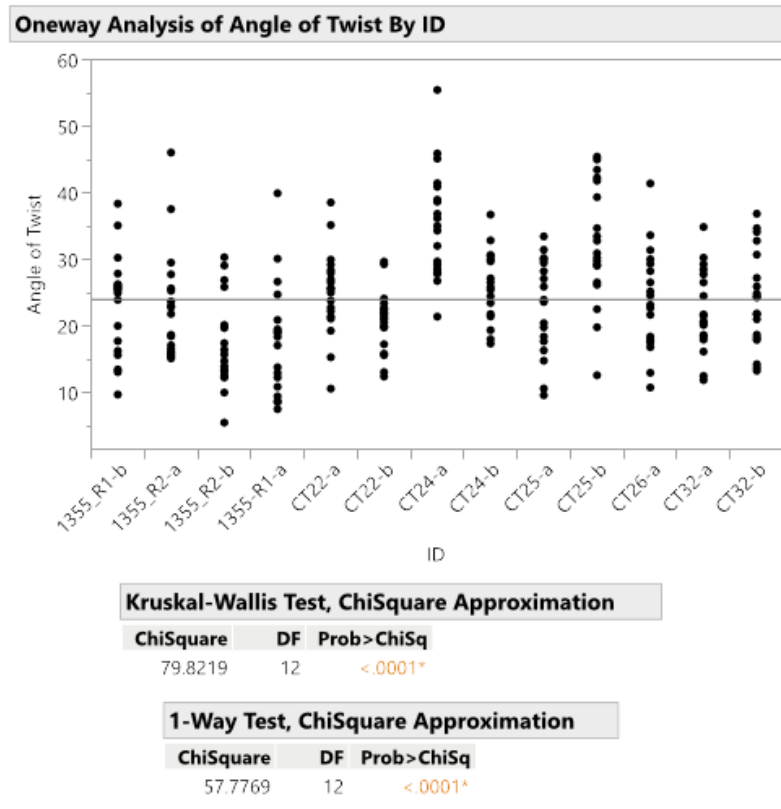 Oneway Analysis of Angle of Twist By ID
60
50
40
30
20
10
Angle of Twist
1355_R1-b
1355_R2-a
1355_R2-b
1355-R1-a
CT22-a
CT22-b
CT24-a
CT24-b
CT25-a
CT25-b
CT26-a
CT32-a
CT32-b
ID
Kruskal-Wallis Test, ChiSquare Approximation
ChiSquare DF Prob>ChiSq
79.8219 12 <.0001*
1-Way Test, ChiSquare Approximation
ChiSquare DF Prob>ChiSq
57.7769 12 <.0001*